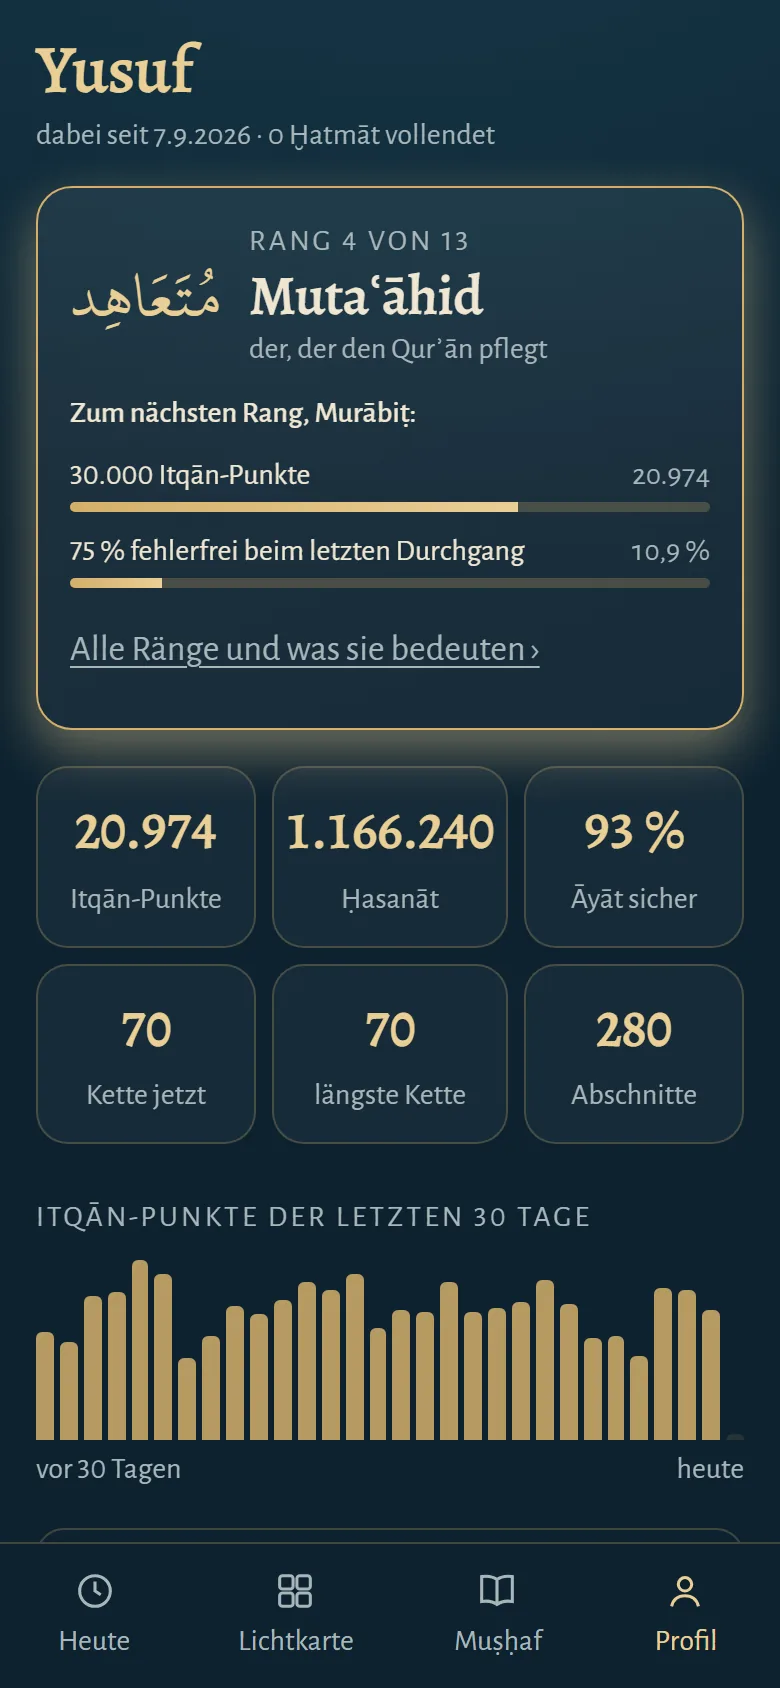 Yusuf
dabei seit 7.9.2026 · 0 Ḫatmāt vollendet
RANG 4 VON 13
مُتَعَاهِد
Mutaʿāhid
der, der den Qurʾān pflegt
Zum nächsten Rang, Murābiṭ:
30.000 Itqān-Punkte 20.974
75 % fehlerfrei beim letzten Durchgang 10,9 %
Alle Ränge und was sie bedeuten ›
20.974 1.166.240 93 %
Itqān-Punkte Ḥasanāt Āyāt sicher
70 70 280
Kette jetzt längste Kette Abschnitte
ITQĀN-PUNKTE DER LETZTEN 30 TAGE
vor 30 Tagen heute
Heute Lichtkarte Muṣḥaf Profil